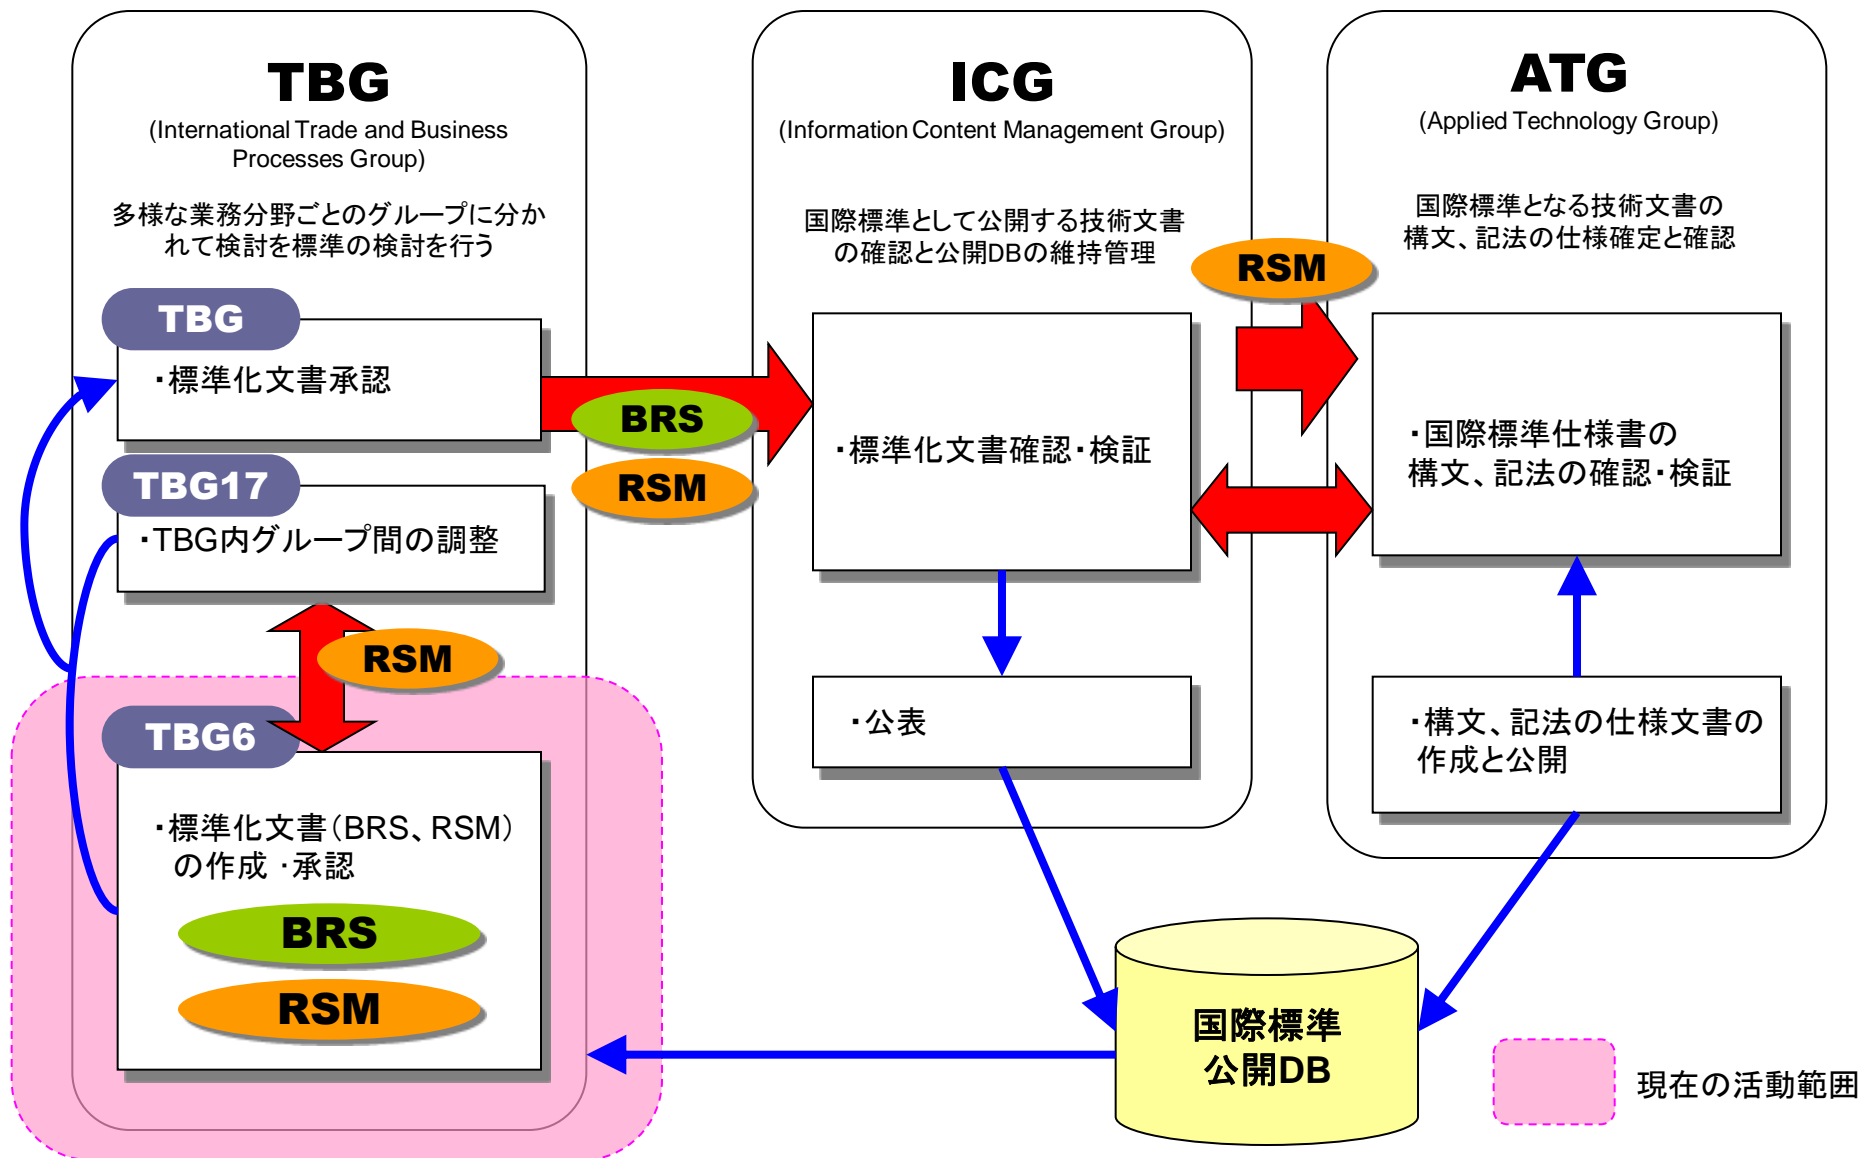 TBG
(International Trade and Business
Processes Group)
多様な業務分野ごとのグループに分か
れて検討を標準の検討を行う
TBG
・標準化文書承認
TBG17
・TBG内グループ間の調整
RSM
TBG6
・標準化文書(BRS、RSM)
の作成・承認
BRS
RSM
BRS
RSM
ICG
(Information Content Management Group)
国際標準として公開する技術文書
の確認と公開DBの維持管理
・標準化文書確認・検証
・公表
RSM
ATG
(Applied Technology Group)
国際標準となる技術文書の
構文、記法の仕様確定と確認
・国際標準仕様書の
構文、記法の確認・検証
・構文、記法の仕様文書の
作成と公開
国際標準
公開DB
現在の活動範囲